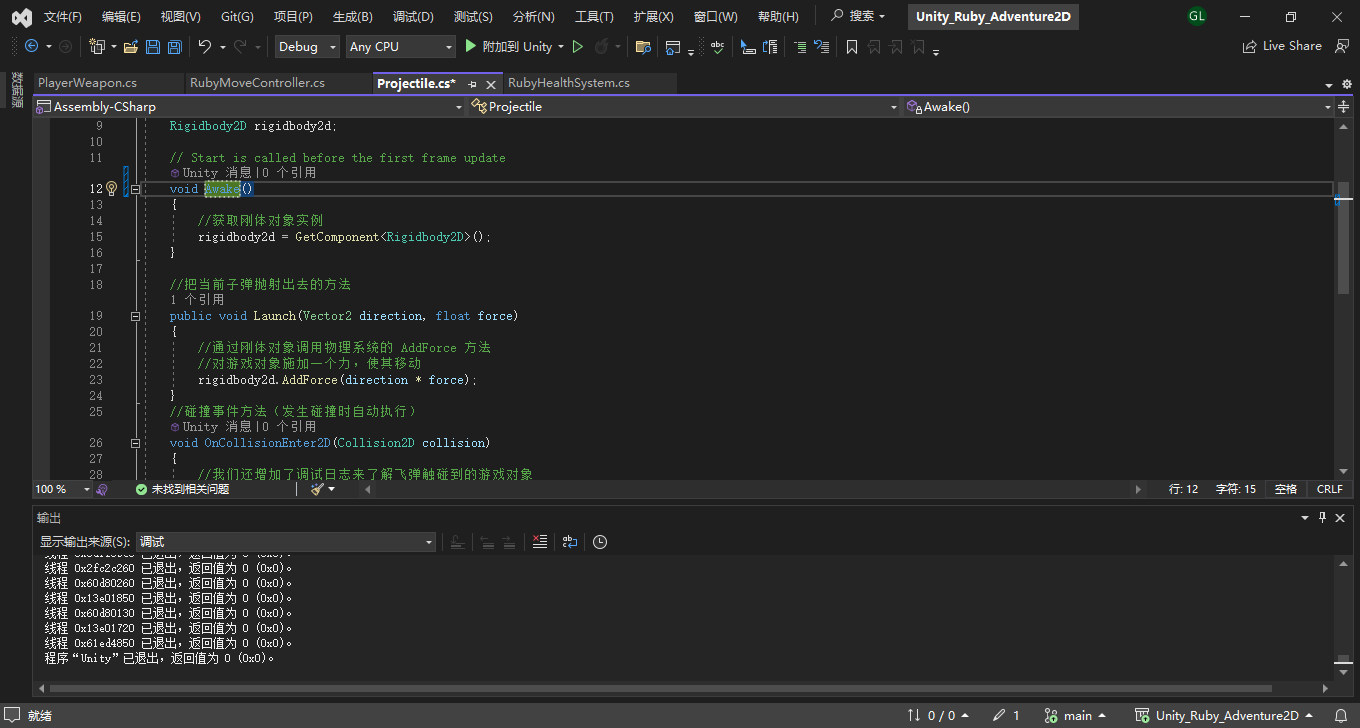 文件(F) 编辑(E) 视图(V) Git(G) 项目(P) 生成(B) 调试(D) 测试(S) 分析(N) 工具(T) 扩展(X) 窗口(W) 帮助(H) 搜索 Unity_Ruby_Adventure2D GL
Debug Any CPU 附加到 Unity Live Share
数据源
PlayerWeapon.cs RubyMoveController.cs Projectile.cs* RubyHealthSystem.cs
Assembly-CSharp Projectile Awake()
9 Rigidbody2D rigidbody2d;
10
11 // Start is called before the first frame update
Unity 消息|0 个引用
12 void Awake()
13 {
14 //获取刚体对象实例
15 rigidbody2d = GetComponent<Rigidbody2D>();
16 }
17
18 //把当前子弹抛射出去的方法
1 个引用
19 public void Launch(Vector2 direction, float force)
20 {
21 //通过刚体对象调用物理系统的 AddForce 方法
22 //对游戏对象施加一个力，使其移动
23 rigidbody2d.AddForce(direction * force);
24 }
25 //碰撞事件方法（发生碰撞时自动执行）
Unity 消息|0 个引用
26 void OnCollisionEnter2D(Collision2D collision)
27 {
28 //我们还增加了调试日志来了解飞弹触碰到的游戏对象
100 % 未找到相关问题 行: 12 字符: 15 空格 CRLF
输出
显示输出来源(S): 调试
线程 0x2fc2c260 已退出，返回值为 0 (0x0)。
线程 0x60d80260 已退出，返回值为 0 (0x0)。
线程 0x13e01850 已退出，返回值为 0 (0x0)。
线程 0x60d80130 已退出，返回值为 0 (0x0)。
线程 0x13e01720 已退出，返回值为 0 (0x0)。
线程 0x61ed4850 已退出，返回值为 0 (0x0)。
程序“Unity”已退出，返回值为 0 (0x0)。
就绪 0 / 0 1 main Unity_Ruby_Adventure2D